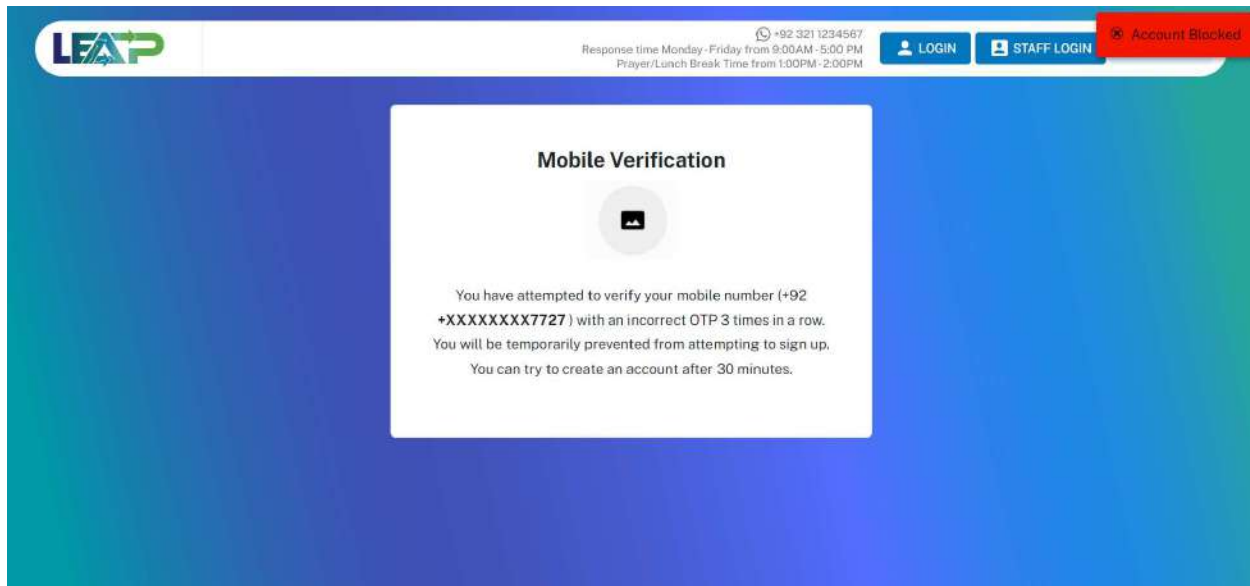 LEAP
+92 321 1234567
Response time Monday-Friday from 9:00AM-5:00 PM
Prayer/Lunch Break Time from 1:00PM-2:00PM
LOGIN
STAFF LOGIN
Account Blocked
Mobile Verification
You have attempted to verify your mobile number (+92
+XXXXXXXX7727 ) with an incorrect OTP 3 times in a row.
You will be temporarily prevented from attempting to sign up.
You can try to create an account after 30 minutes.